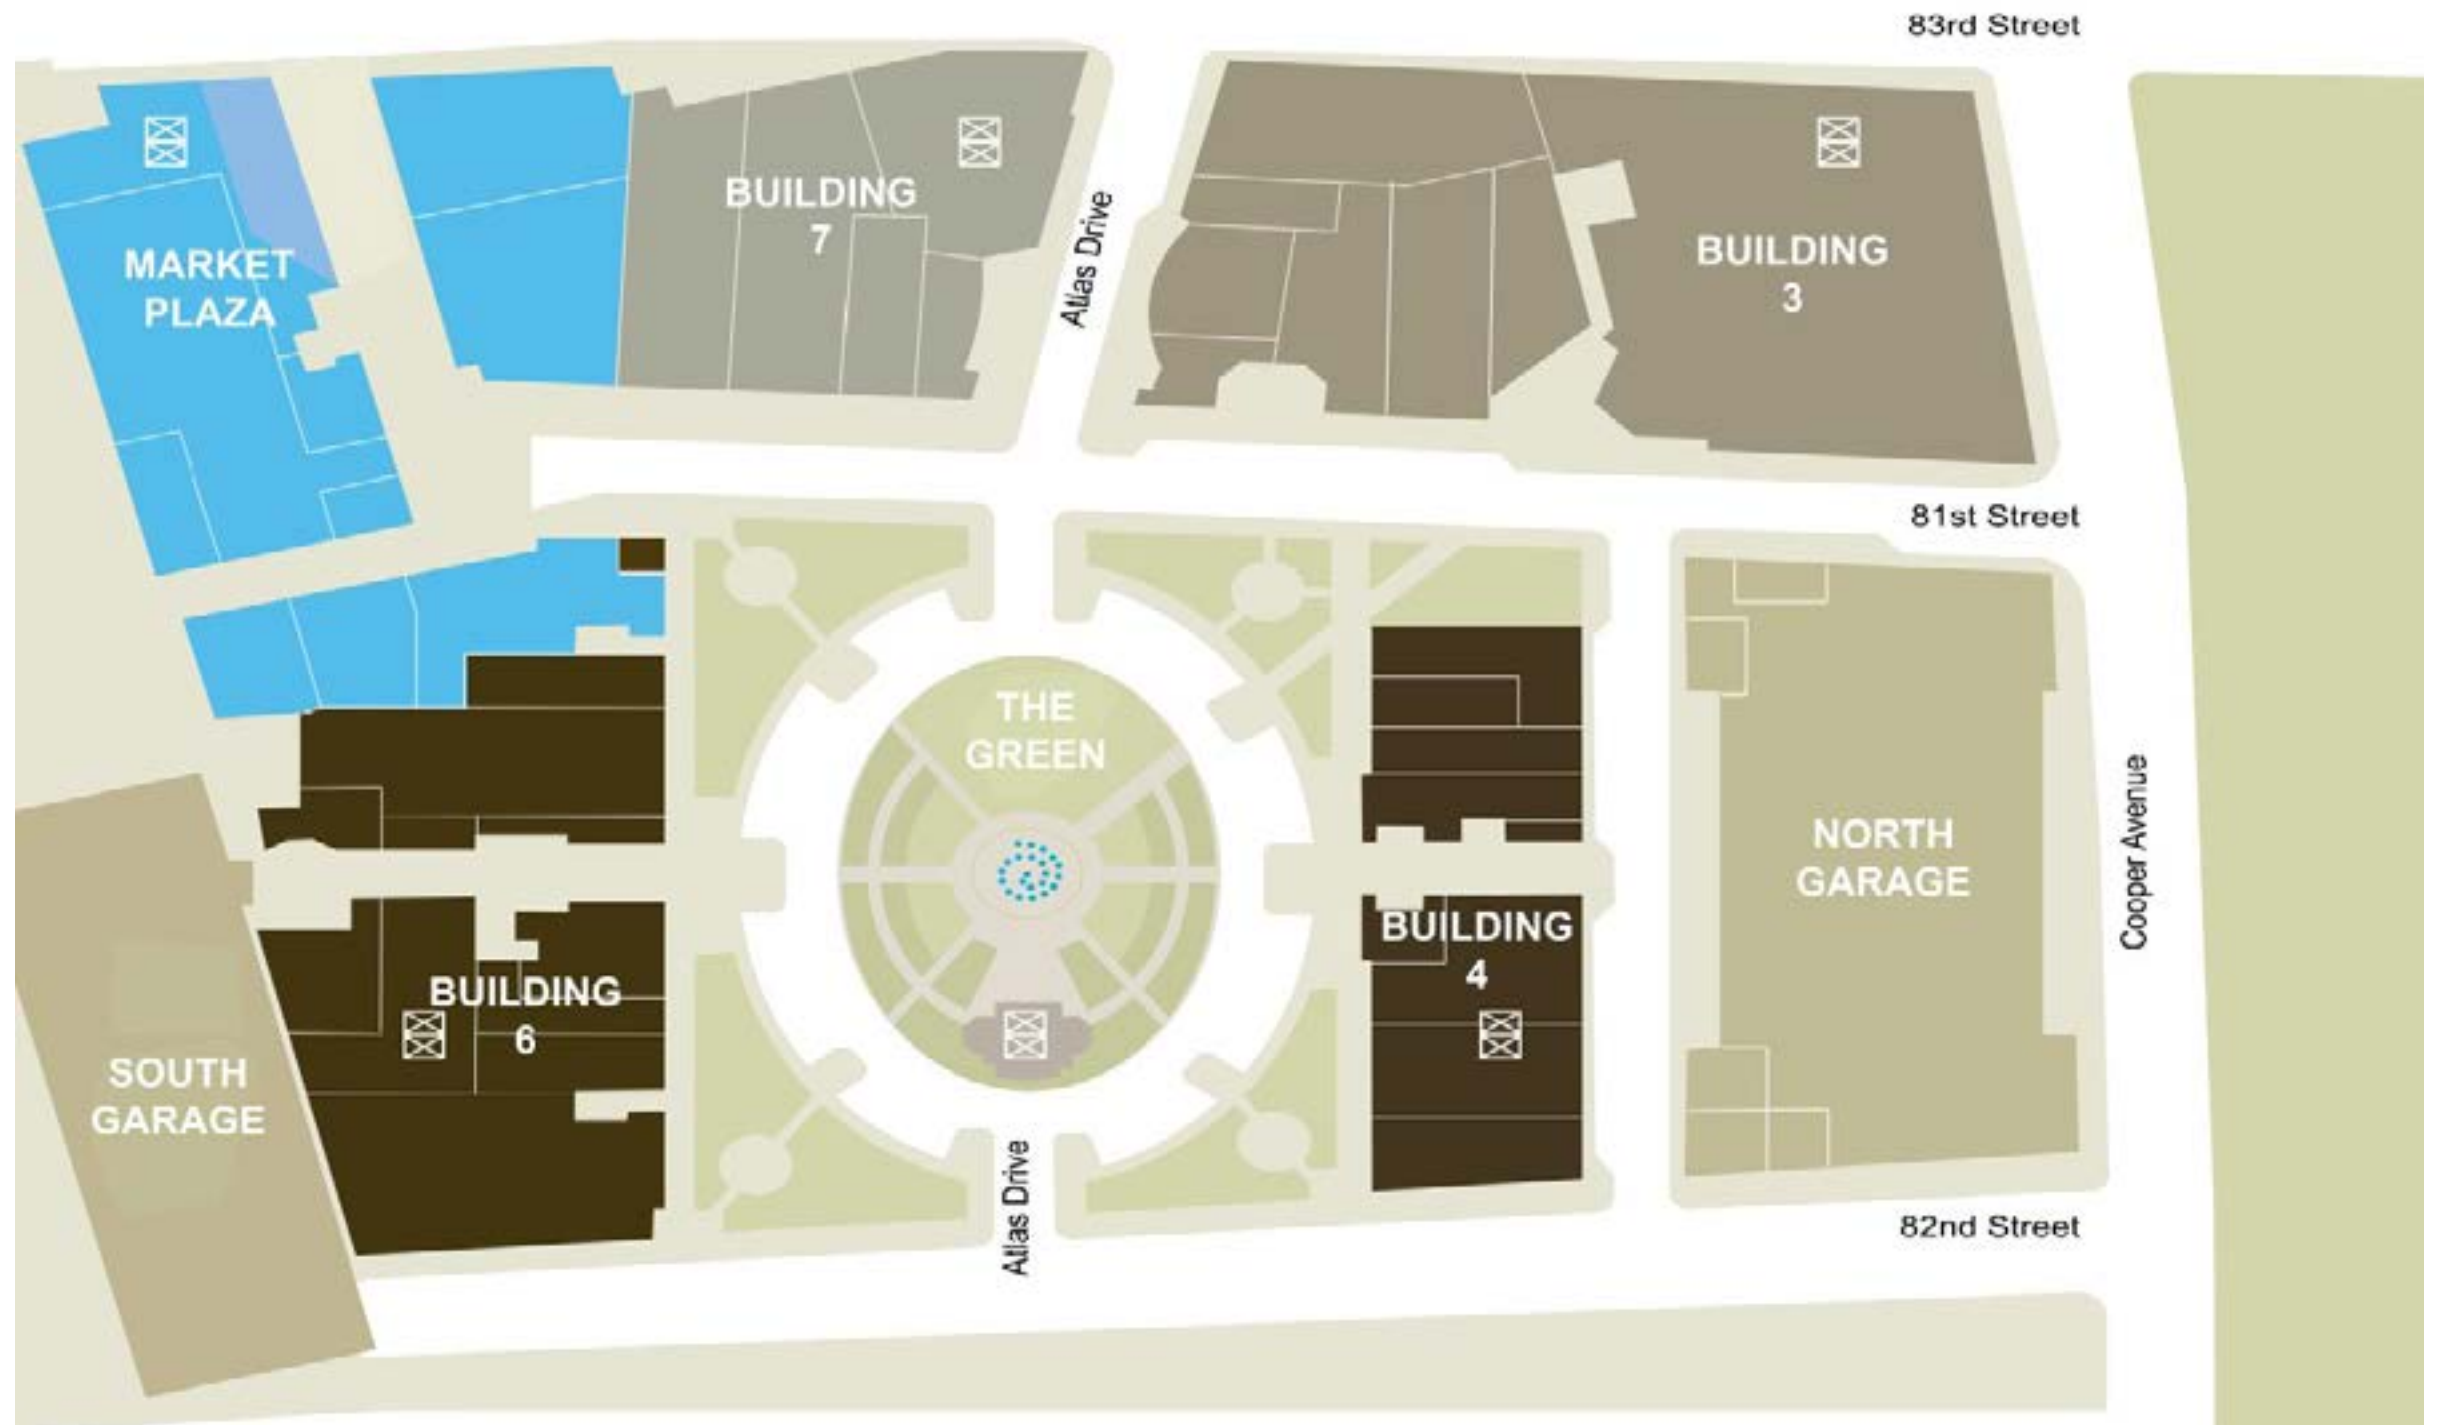 83rd Street
BUILDING
7
Atlas Drive
MARKET
PLAZA
BUILDING
3
81st Street
THE
GREEN
Cooper Avenue
NORTH
GARAGE
BUILDING
4
BUILDING
6
SOUTH
GARAGE
Atlas Drive
82nd Street